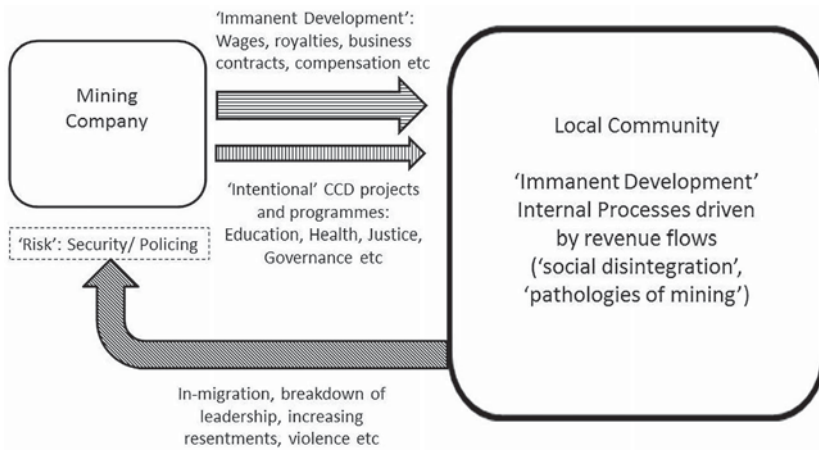 ‘Immanent Development’:
Wages, royalties, business
contracts, compensation etc
Mining
Company
‘Intentional’ CCD projects
and programmes:
Education, Health, Justice,
Governance etc
‘Risk’: Security/ Policing
Local Community
‘Immanent Development’
Internal Processes driven
by revenue flows
(‘social disintegration’,
‘pathologies of mining’)
In-migration, breakdown of
leadership, increasing
resentments, violence etc